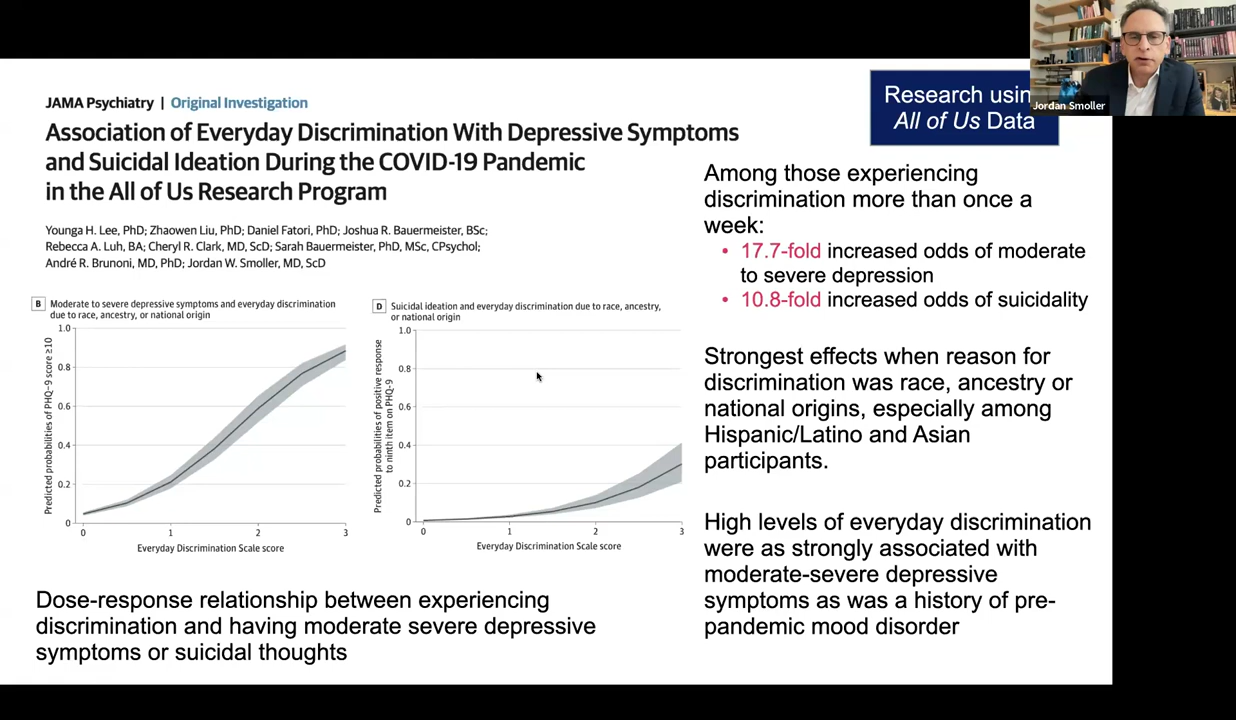 JAMA Psychiatry | Original Investigation
Association of Everyday Discrimination With Depressive Symptoms
and Suicidal Ideation During the COVID-19 Pandemic
in the All of Us Research Program
Younga H. Lee, PhD; Zhaowen Liu, PhD; Daniel Fatori, PhD; Joshua R. Bauermeister, BSc;
Rebecca A. Luh, BA; Cheryl R. Clark, MD, ScD; Sarah Bauermeister, PhD, MSc, CPsychol;
André R. Brunoni, MD, PhD; Jordan W. Smoller, MD, ScD
B Moderate to severe depressive symptoms and everyday discrimination
due to race, ancestry, or national origin
Predicted probabilities of PHQ-9 score ≥10
1.0
0.8
0.6
0.4
0.2
0
0 1 2 3
Everyday Discrimination Scale score
D Suicidal ideation and everyday discrimination due to race, ancestry,
or national origin
Predicted probabilities of positive response
to ninth item on PHQ-9
1.0
0.8
0.6
0.4
0.2
0
0 1 2 3
Everyday Discrimination Scale score
Dose-response relationship between experiencing
discrimination and having moderate severe depressive
symptoms or suicidal thoughts
Research usin
All of Us Data
Jordan Smoller
Among those experiencing
discrimination more than once a
week:
• 17.7-fold increased odds of moderate
to severe depression
• 10.8-fold increased odds of suicidality
Strongest effects when reason for
discrimination was race, ancestry or
national origins, especially among
Hispanic/Latino and Asian
participants.
High levels of everyday discrimination
were as strongly associated with
moderate-severe depressive
symptoms as was a history of pre-
pandemic mood disorder